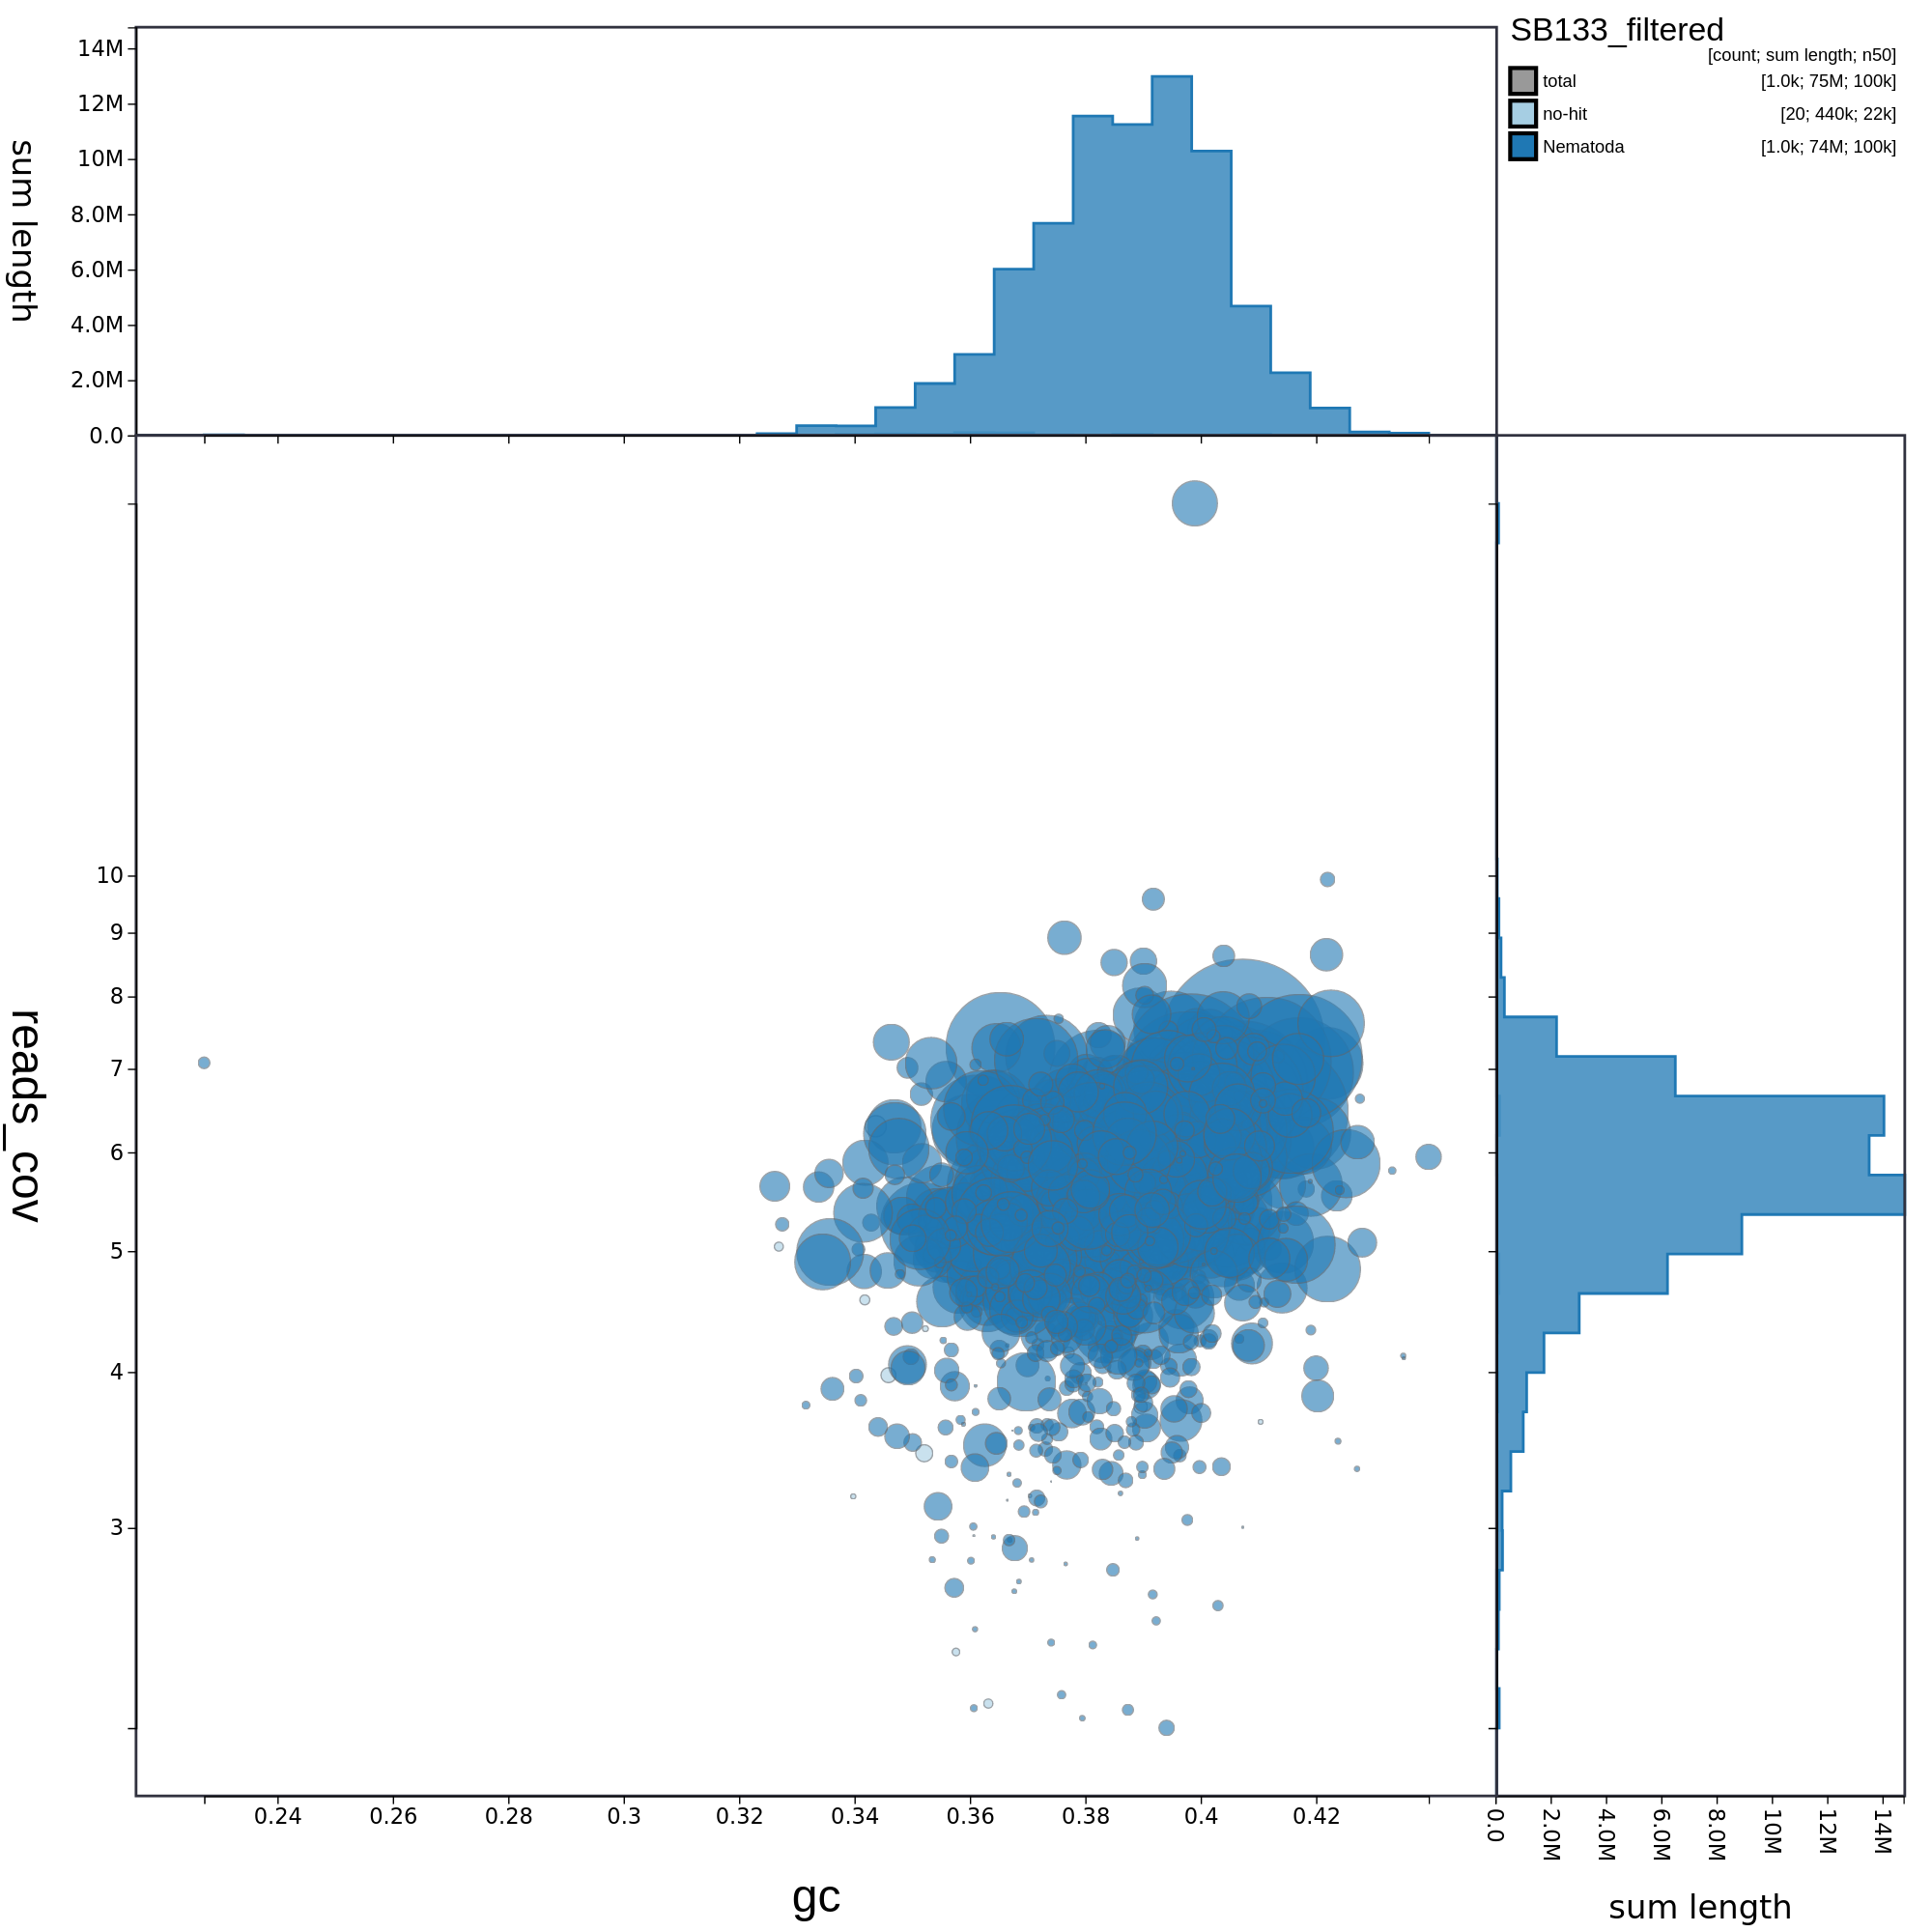 SB133_filtered
[count; sum length; n50]
total [1.0k; 75M; 100k]
no-hit [20; 440k; 22k]
Nematoda [1.0k; 74M; 100k]
sum length
14M
12M
10M
8.0M
6.0M
4.0M
2.0M
0.0
reads_cov
10
9
8
7
6
5
4
3
0.24 0.26 0.28 0.3 0.32 0.34 0.36 0.38 0.4 0.42
gc
0.0 2.0M 4.0M 6.0M 8.0M 10M 12M 14M
sum length